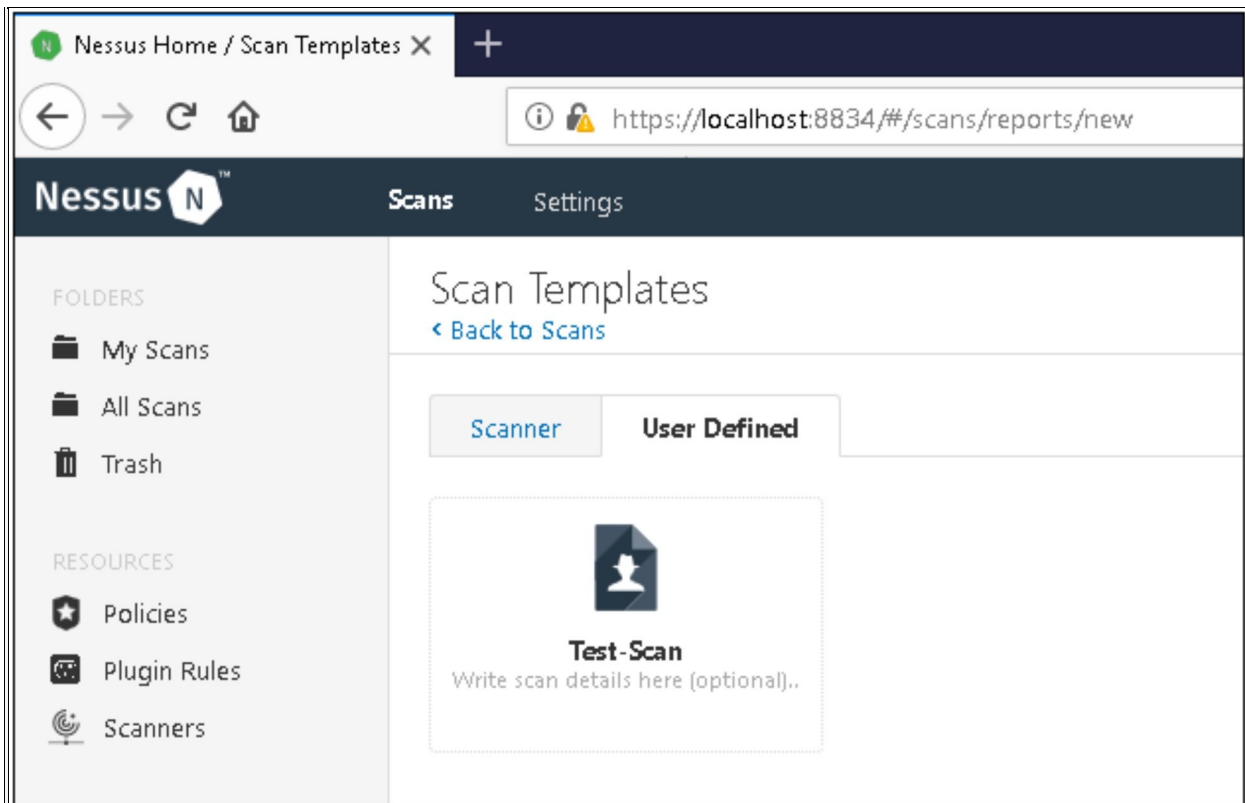 Nessus Home / Scan Templates
https://localhost:8834/#/scans/reports/new
Nessus N ™
Scans
Settings
FOLDERS
My Scans
All Scans
Trash
RESOURCES
Policies
Plugin Rules
Scanners
Scan Templates
Back to Scans
Scanner
User Defined
Test-Scan
Write scan details here (optional)..